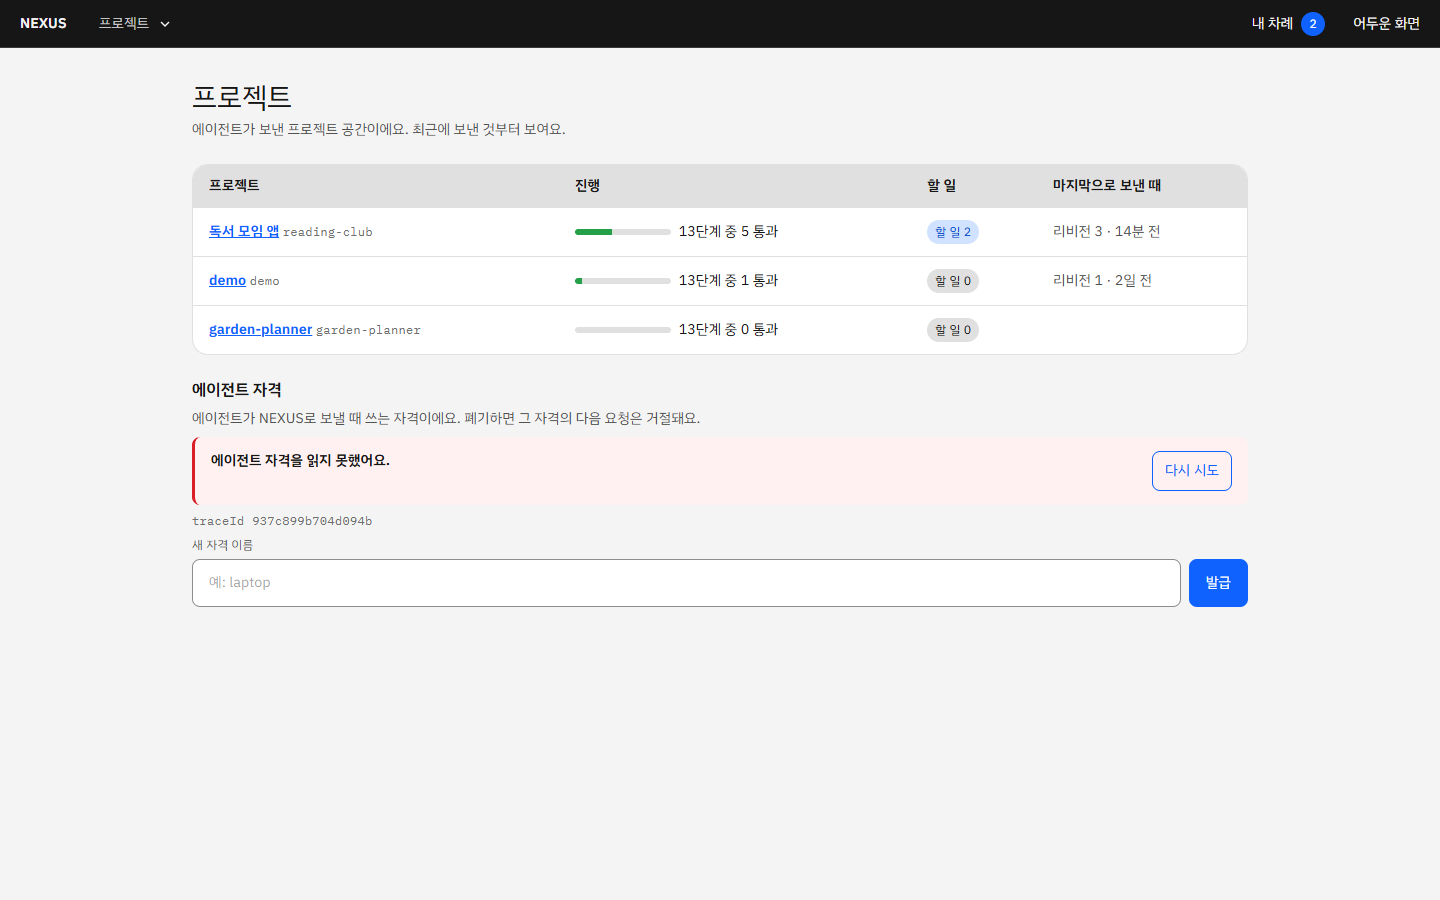 NEXUS 프로젝트 내 차례 2 어두운 화면
프로젝트
에이전트가 보낸 프로젝트 공간이에요. 최근에 보낸 것부터 보여요.
프로젝트 진행 할 일 마지막으로 보낸 때
독서 모임 앱 reading-club 13단계 중 5 통과 할 일 2 리비전 3 · 14분 전
demo demo 13단계 중 1 통과 할 일 0 리비전 1 · 2일 전
garden-planner garden-planner 13단계 중 0 통과 할 일 0
에이전트 자격
에이전트가 NEXUS로 보낼 때 쓰는 자격이에요. 폐기하면 그 자격의 다음 요청은 거절돼요.
에이전트 자격을 읽지 못했어요. 다시 시도
traceId 937c899b704d094b
새 자격 이름
예: laptop 발급